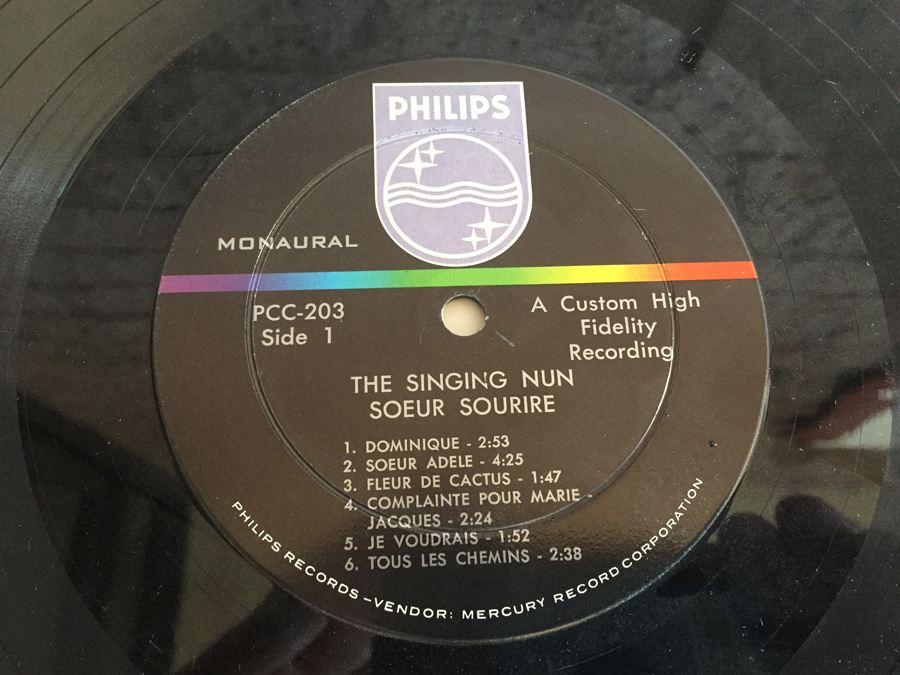 PHILIPS
MONAURAL
PCC-203
Side 1
A Custom High
Fidelity
Recording
THE SINGING NUN
SOEUR SOURIRE
1. DOMINIQUE - 2:53
2. SOEUR ADELE - 4:25
3. FLEUR DE CACTUS - 1:47
4. COMPLAINTE POUR MARIE -
JACQUES - 2:24
5. JE VOUDRAIS - 1:52
6. TOUS LES CHEMINS - 2:38
PHILIPS RECORDS - VENDOR: MERCURY RECORD CORPORATION